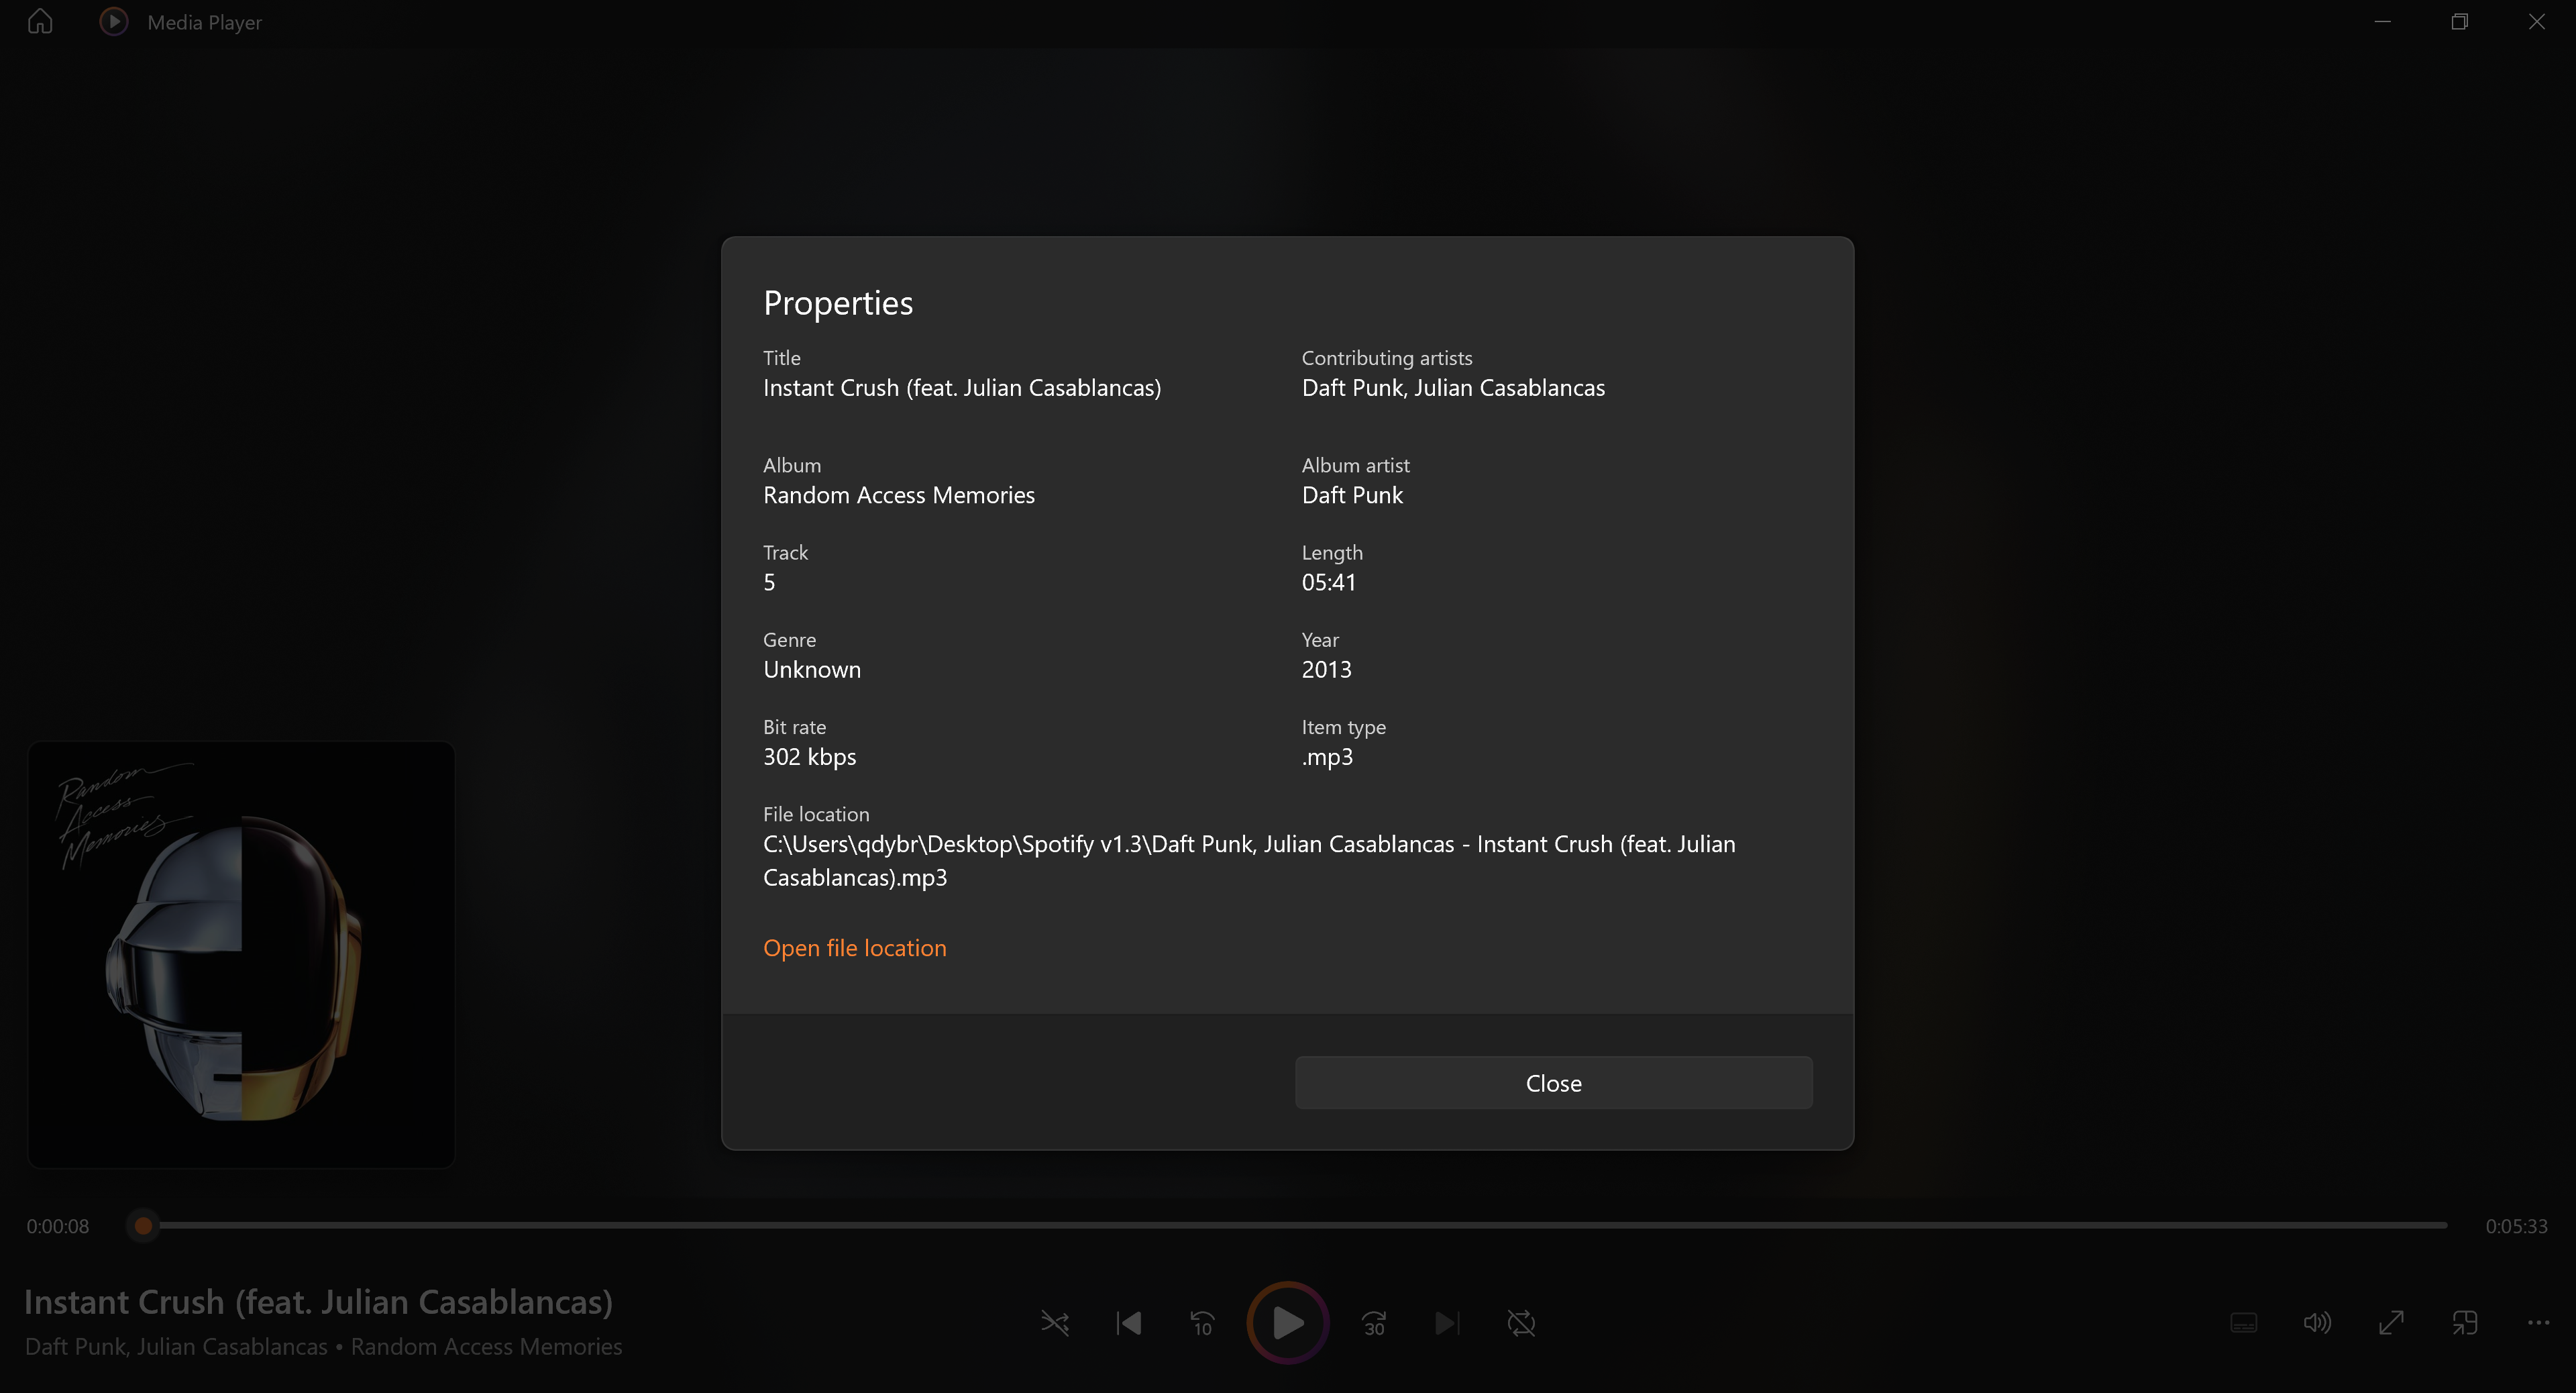 Media Player
Properties
Title
Instant Crush (feat. Julian Casablancas)
Contributing artists
Daft Punk, Julian Casablancas
Album
Random Access Memories
Album artist
Daft Punk
Track
5
Length
05:41
Genre
Unknown
Year
2013
Bit rate
302 kbps
Item type
.mp3
File location
C:\Users\qdybr\Desktop\Spotify v1.3\Daft Punk, Julian Casablancas - Instant Crush (feat. Julian
Casablancas).mp3
Open file location
Close
Random
Access
Memories
0:00:08
0:05:33
Instant Crush (feat. Julian Casablancas)
Daft Punk, Julian Casablancas • Random Access Memories
10
30